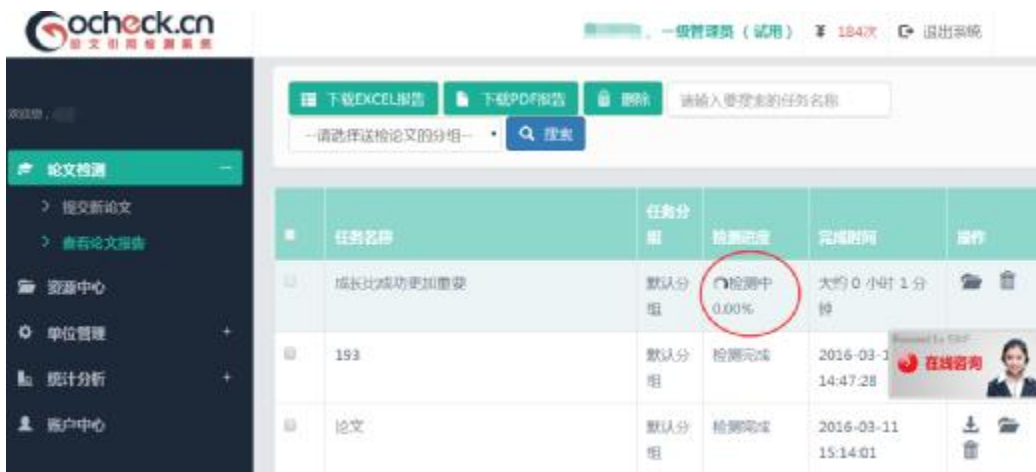 Gocheck.cn
论文引用检测系统
，一级管理员（试用） ¥ 184次 退出系统
下载EXCEL报告 下载PDF报告 删除 请输入要搜索的任务名称
--请选择送检论文的分组-- 搜索
论文检测 −
提交新论文
查看论文报告
资源中心
单位管理 +
统计分析 +
账户中心
任务名称 任务分组 检测进度 完成时间 操作
成长比成功更加重要 默认分组 检测中 0.00% 大约 0 小时 1 分钟
193 默认分组 检测完成 2016-03-1 14:47:28
在线咨询
论文 默认分组 检测完成 2016-03-11 15:14:01